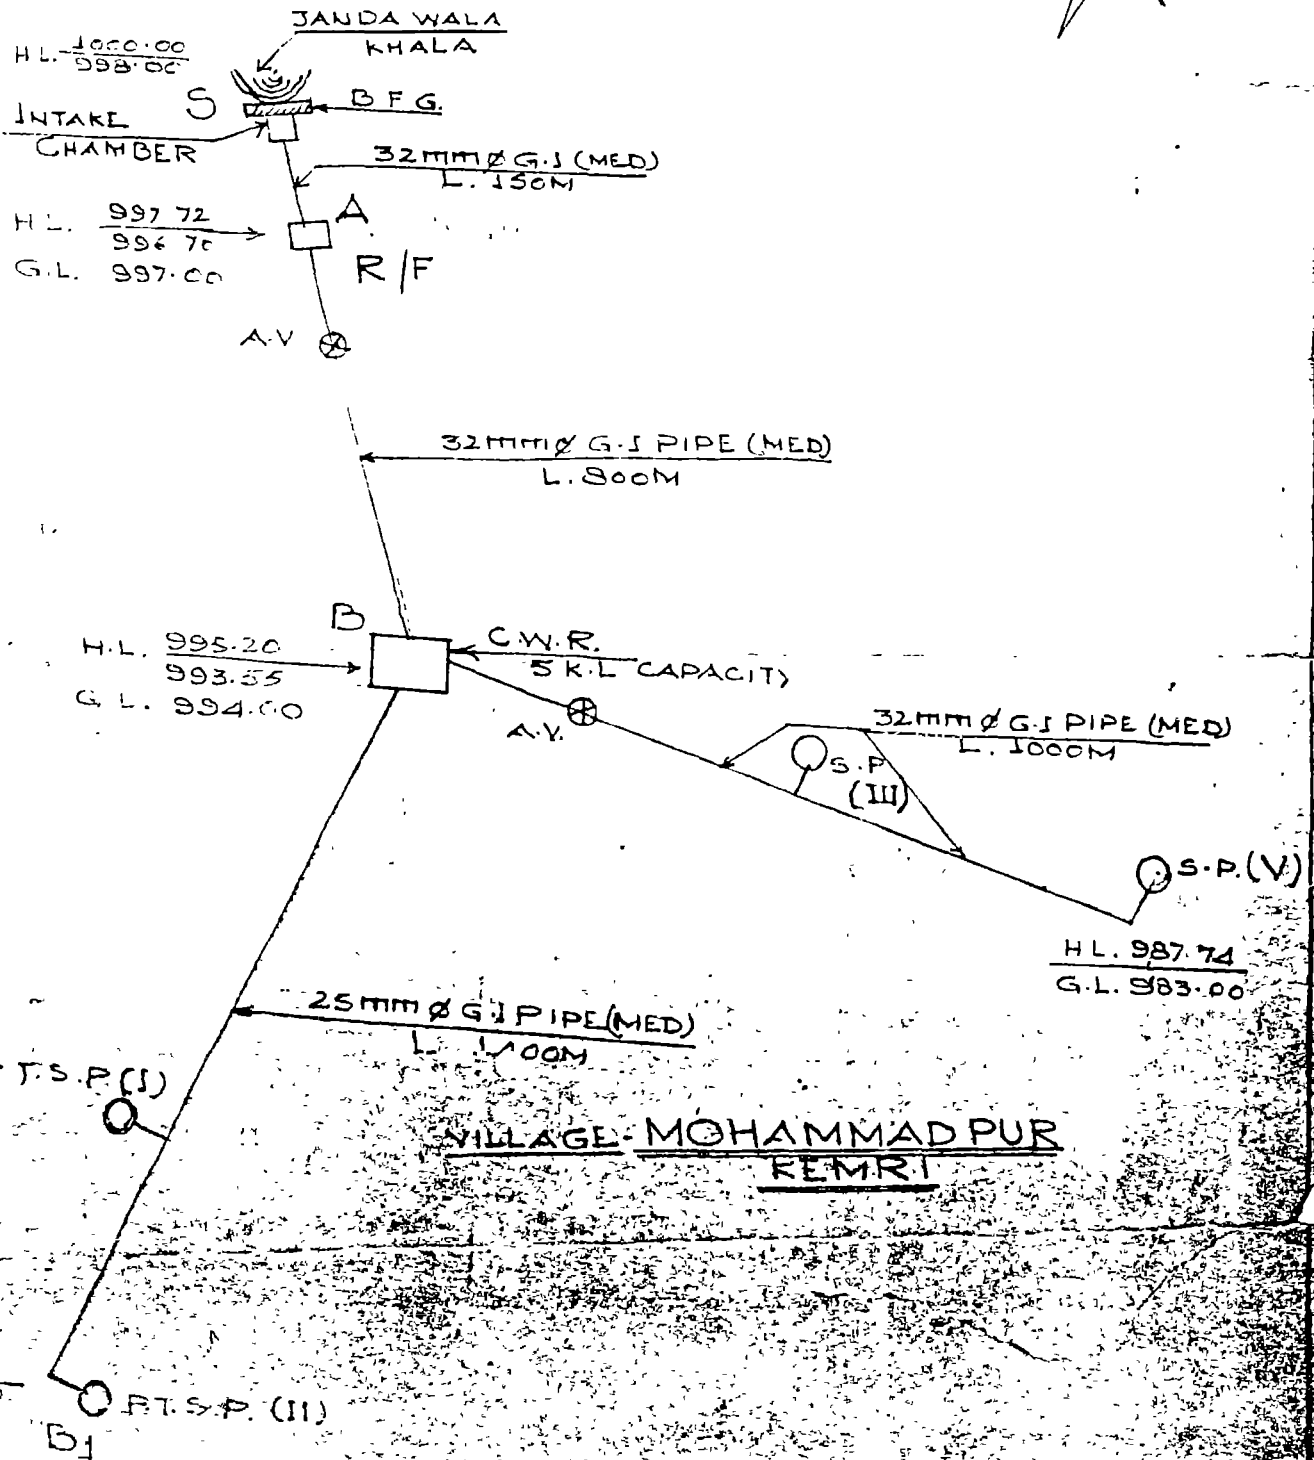 JANDA WALA
KHALA
H.L. 1000.00
998.00
S
B F G.
INTAKE
CHAMBER
32mm ø G.I (MED)
L. 150M
H L. 997 72
996 70
G.L. 997.00
A
R/F
A.V
32mm ø G.I PIPE (MED)
L. 800M
B
H.L. 995.20
993.55
G L. 994.00
C.W.R.
5 K.L CAPACITY
A.V.
32mm ø G.I PIPE (MED)
L. 1000M
S.P
(III)
S.P. (V)
H L. 987.74
G.L. 983.00
25mm ø G.I PIPE (MED)
L.
T.S.P. (I)
VILLAGE- MOHAMMADPUR
KEMRI
P.T.S.P. (II)
B1